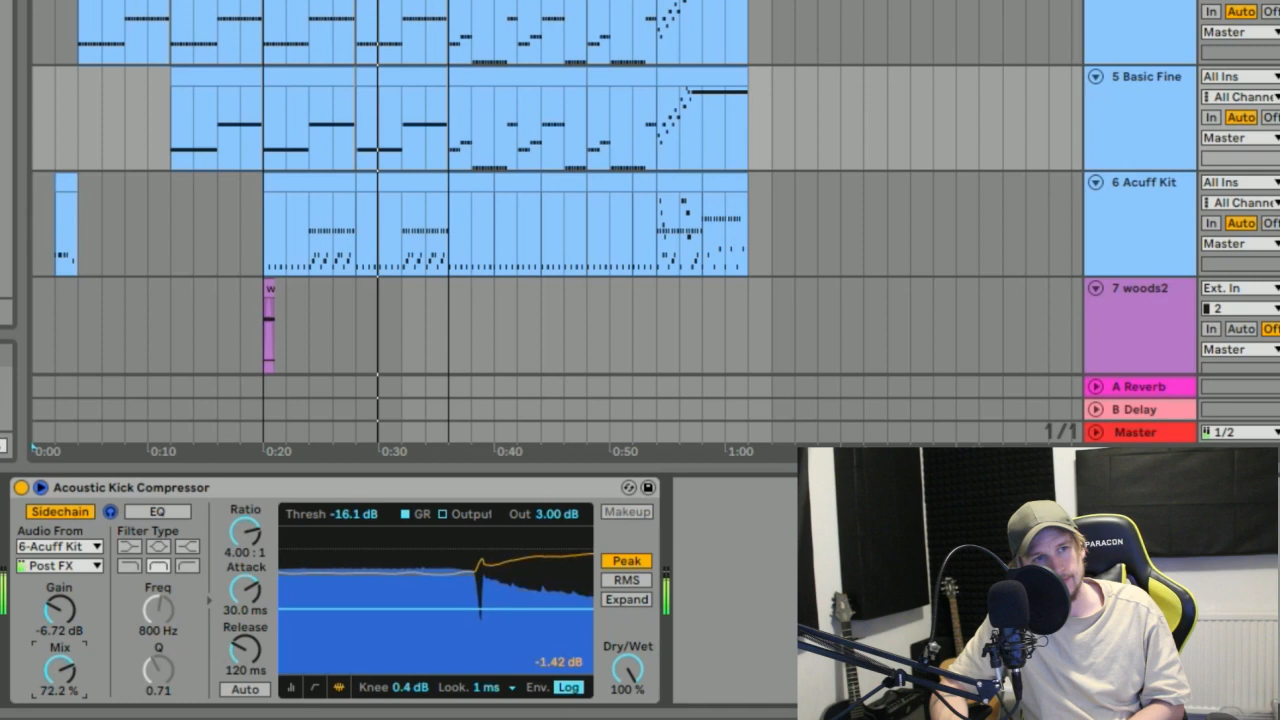 In Auto Off
Master
5 Basic Fine
All Ins
All Channe
In Auto Off
Master
6 Acuff Kit
All Ins
All Channe
In Auto Off
Master
w
7 woods2
Ext. In
2
In Auto Off
Master
A Reverb
B Delay
1/1
Master
1/2
0:00 0:10 0:20 0:30 0:40 0:50 1:00
Acoustic Kick Compressor
Sidechain EQ
Audio From
6-Acuff Kit
Post FX
Gain
-6.72 dB
Mix
72.2 %
Filter Type
Freq
800 Hz
Q
0.71
Ratio
4.00 : 1
Attack
30.0 ms
Release
120 ms
Auto
Thresh -16.1 dB GR Output Out 3.00 dB
-1.42 dB
Knee 0.4 dB Look. 1 ms Env. Log
Makeup
Peak
RMS
Expand
Dry/Wet
100 %
PARACON